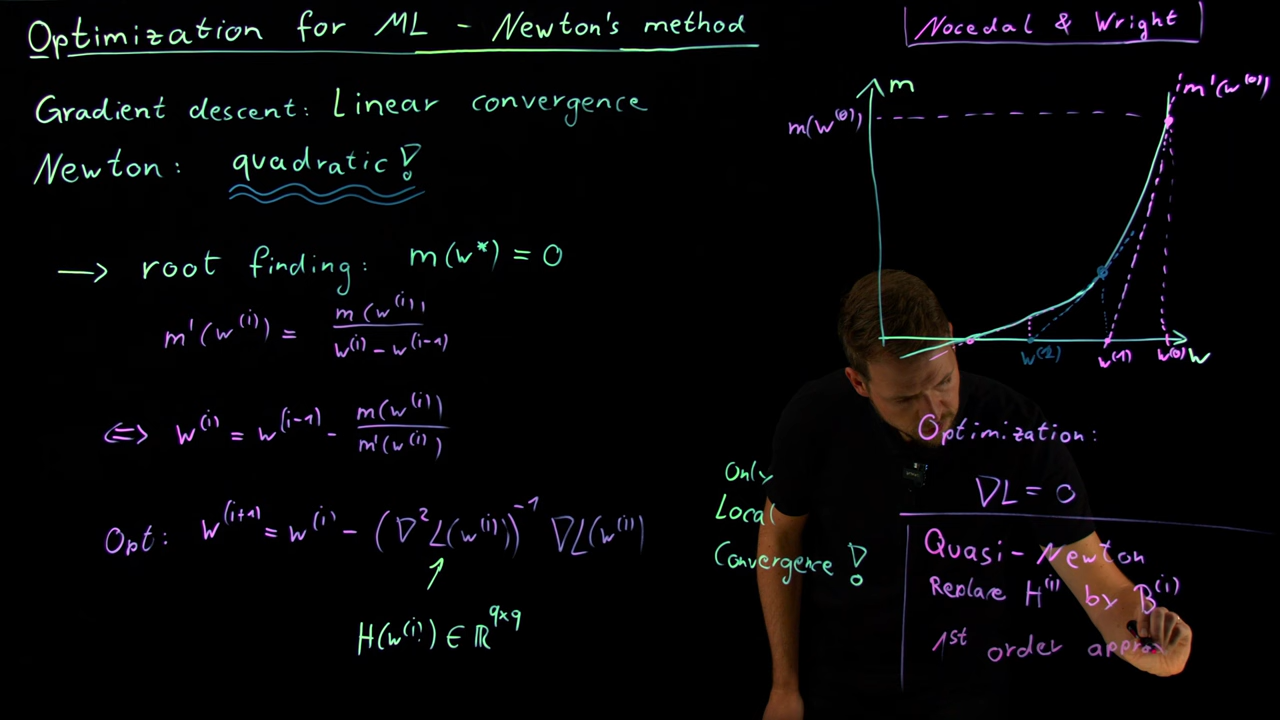 Optimization for ML - Newton's method
Nocedal & Wright
Gradient descent: Linear convergence
Newton: quadratic!
→ root finding: m(w*) = 0
m'(w^(i)) = m(w^(i)) / (w^(i) - w^(i-1))
⇔ w^(i) = w^(i-1) - m(w^(i)) / m'(w^(i))
Opt: w^(i+1) = w^(i) - (∇²L(w^(i)))^-1 ∇L(w^(i))
H(w^(i)) ∈ ℝ^q×q
m
m'(w^(0))
m(w^(0))
w^(2)
w^(1)
w^(0)
w
Only
Local
Convergence!
Optimization:
∇L = 0
Quasi-Newton
Replace H^(i) by B^(i)
1st order approx